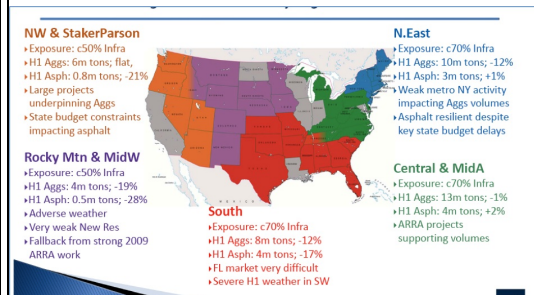 NW & StakerParson
Exposure: c50% Infra
H1 Aggs: 6m tons; flat,
H1 Asph: 0.8m tons; -21%
Large projects
underpinning Aggs
State budget constraints
impacting asphalt
Rocky Mtn & MidW
Exposure: c50% Infra
H1 Aggs: 4m tons; -19%
H1 Asph: 0.5m tons; -28%
Adverse weather
Very weak New Res
Fallback from strong 2009
ARRA work
South
Exposure: c70% Infra
H1 Aggs: 8m tons; -12%
H1 Asph: 4m tons; -17%
FL market very difficult
Severe H1 weather in SW
N.East
Exposure: c70% Infra
H1 Aggs: 10m tons; -12%
H1 Asph: 3m tons; +1%
Weak metro NY activity
impacting Aggs volumes
Asphalt resilient despite
key state budget delays
Central & MidA
Exposure: c70% Infra
H1 Aggs: 13m tons; -1%
H1 Asph: 4m tons; +2%
ARRA projects
supporting volumes